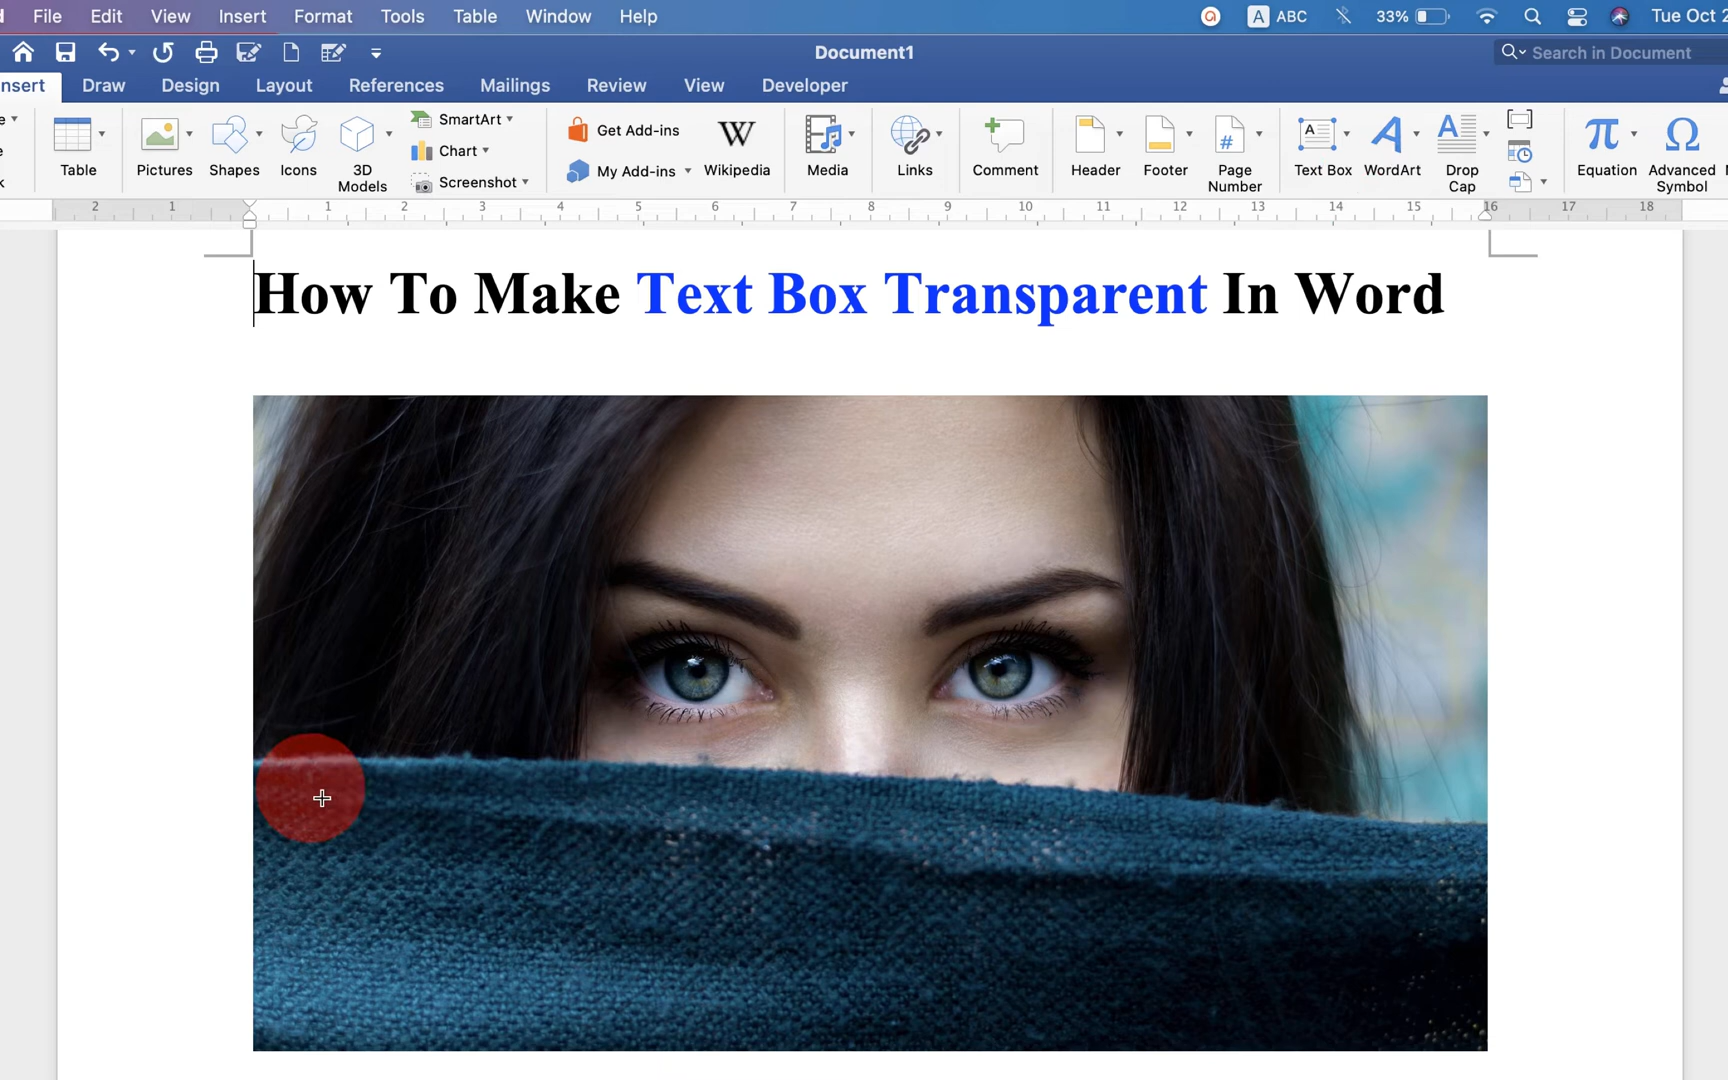 File Edit View Insert Format Tools Table Window Help A ABC 33% Tue Oct 2
Document1 Search in Document
nsert Draw Design Layout References Mailings Review View Developer
Table
Pictures
Shapes
Icons
3D
Models
SmartArt
Chart
Screenshot
Get Add-ins
My Add-ins
W
Wikipedia
Media
Links
Comment
Header
Footer
#
Page
Number
A
Text Box
A
WordArt
A
Drop
Cap
π
Equation
Ω
Advanced
Symbol
2 1 1 2 3 4 5 6 7 8 9 10 11 12 13 14 15 16 17 18
How To Make Text Box Transparent In Word